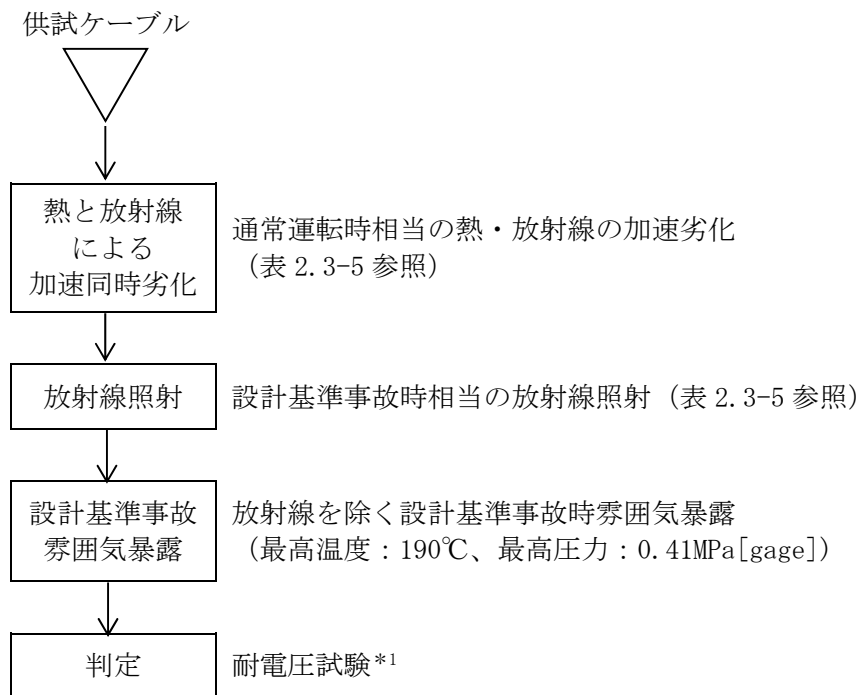 供試ケーブル
熱と放射線
による
加速同時劣化
通常運転時相当の熱・放射線の加速劣化
（表 2.3-5 参照）
放射線照射
設計基準事故時相当の放射線照射（表 2.3-5 参照）
設計基準事故
雰囲気暴露
放射線を除く設計基準事故時雰囲気暴露
（最高温度：190℃、最高圧力：0.41MPa[gage]）
判定
耐電圧試験*1